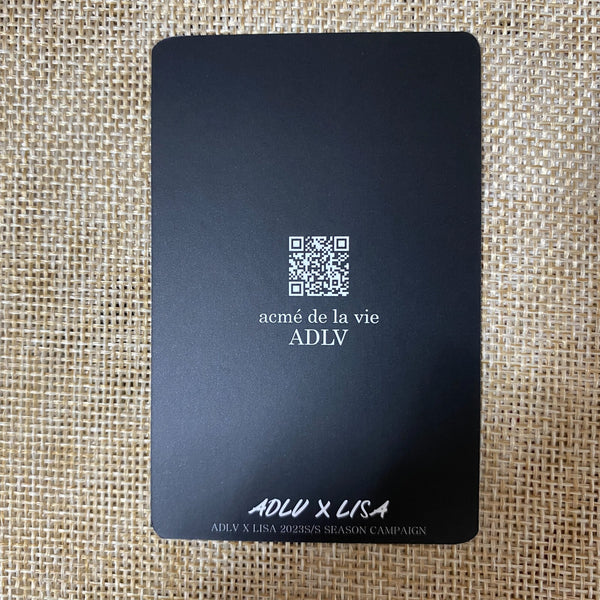 acmé de la vie
ADLV
ADLV X LISA
ADLV X LISA 2023S/S SEASON CAMPAIGN